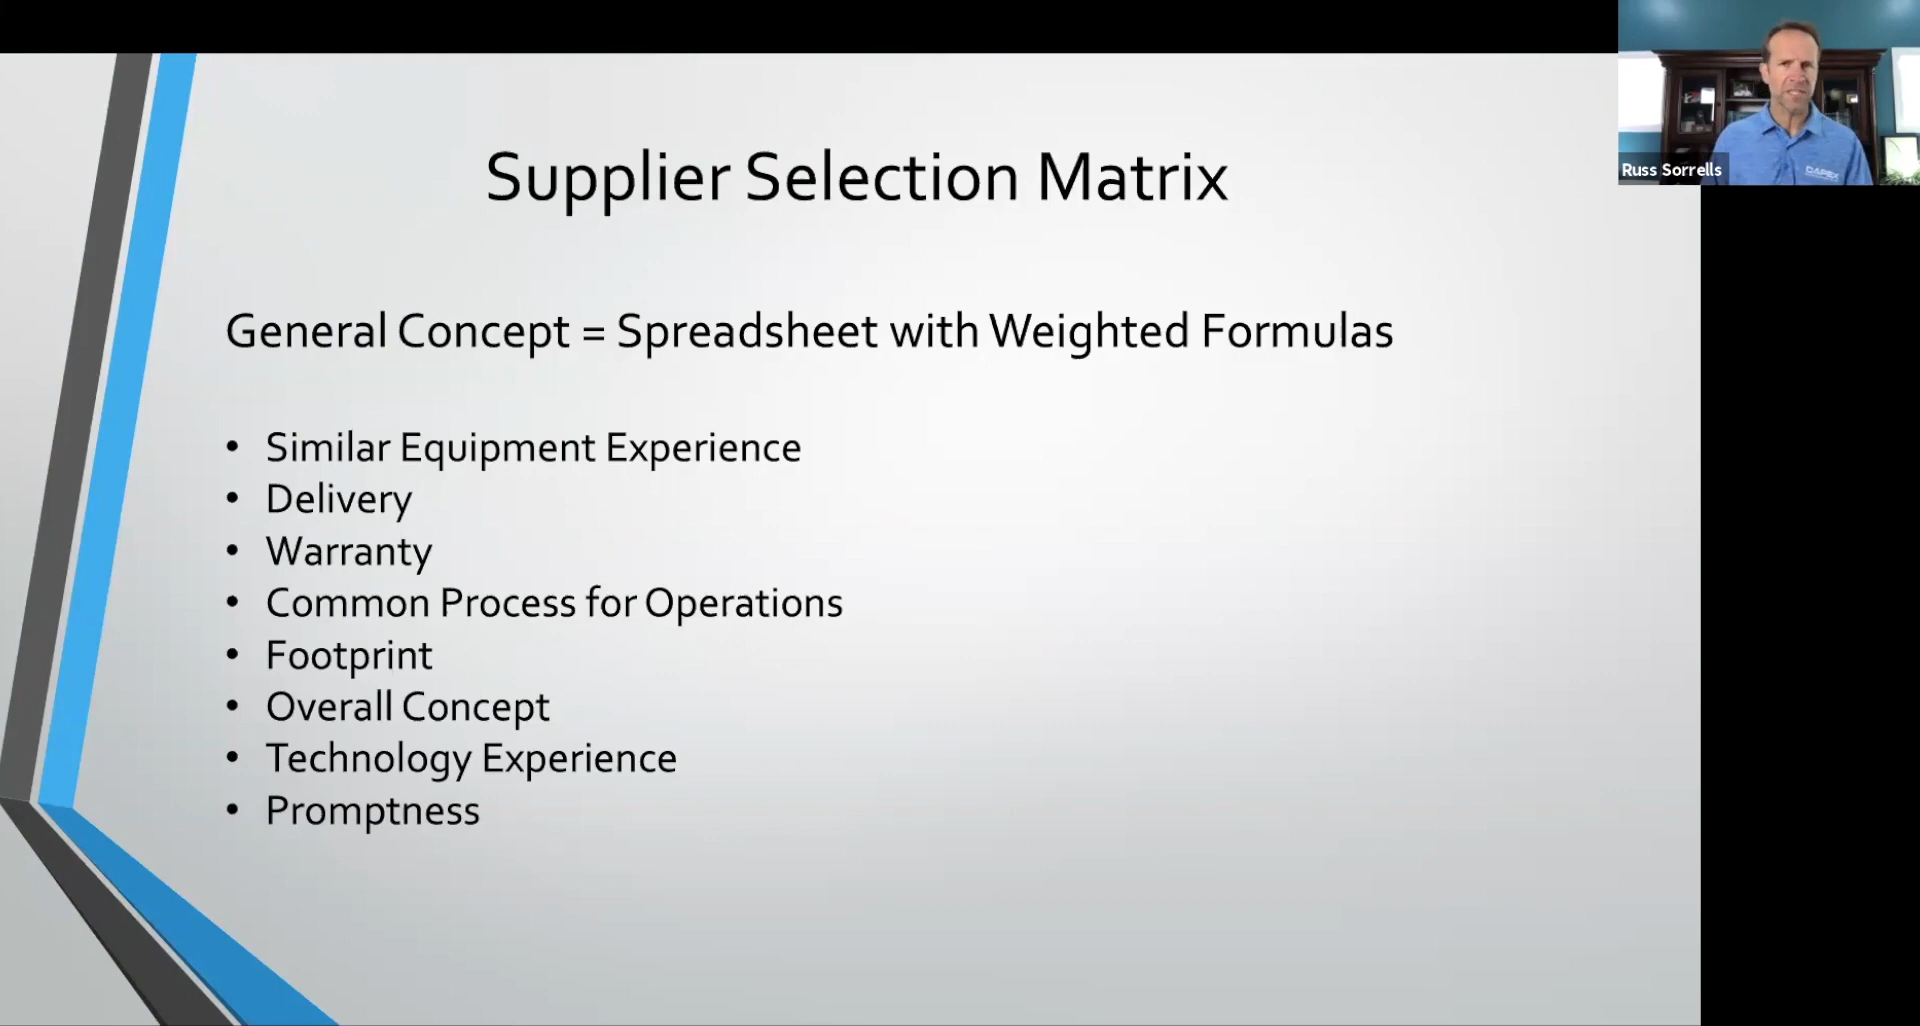 Supplier Selection Matrix
General Concept = Spreadsheet with Weighted Formulas
• Similar Equipment Experience
• Delivery
• Warranty
• Common Process for Operations
• Footprint
• Overall Concept
• Technology Experience
• Promptness
Russ Sorrells
CAPEX